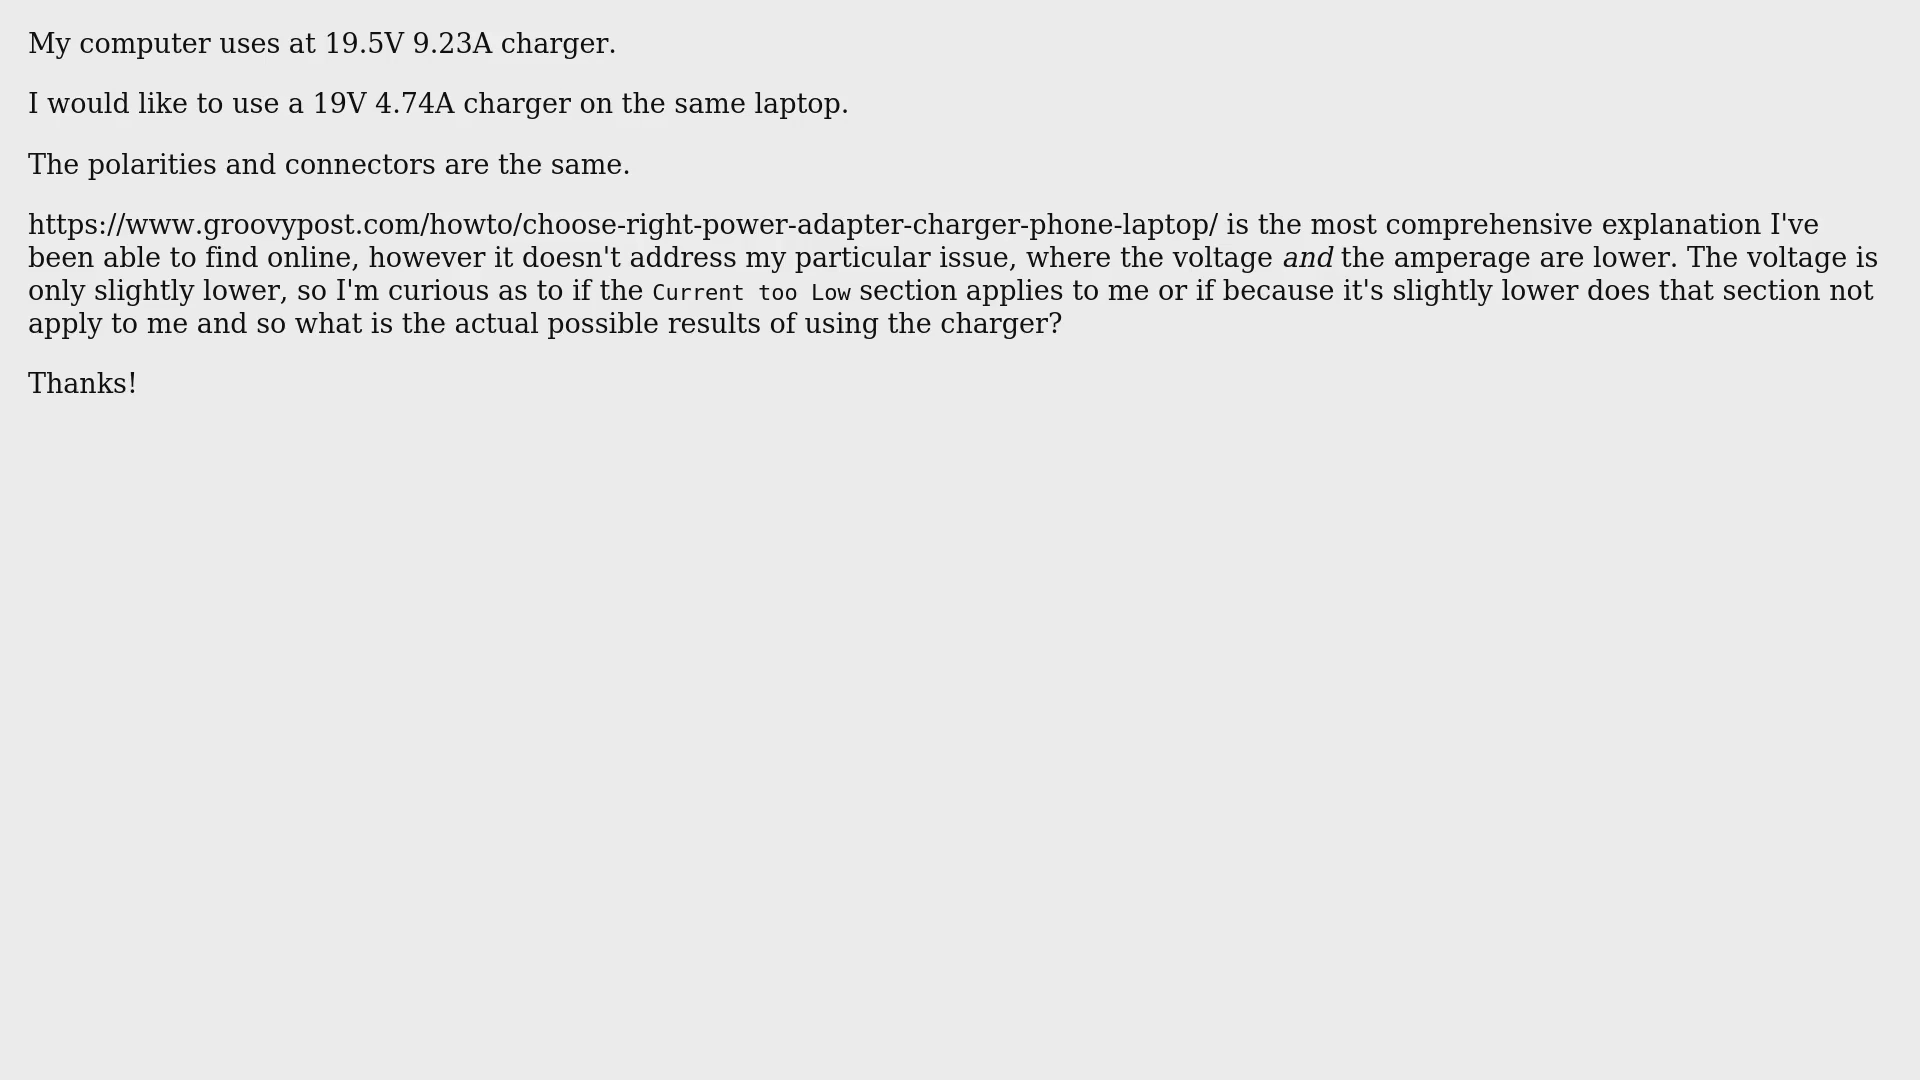 My computer uses at 19.5V 9.23A charger.
I would like to use a 19V 4.74A charger on the same laptop.
The polarities and connectors are the same.
https://www.groovypost.com/howto/choose-right-power-adapter-charger-phone-laptop/ is the most comprehensive explanation I've
been able to find online, however it doesn't address my particular issue, where the voltage and the amperage are lower. The voltage is
only slightly lower, so I'm curious as to if the Current too Low section applies to me or if because it's slightly lower does that section not
apply to me and so what is the actual possible results of using the charger?
Thanks!